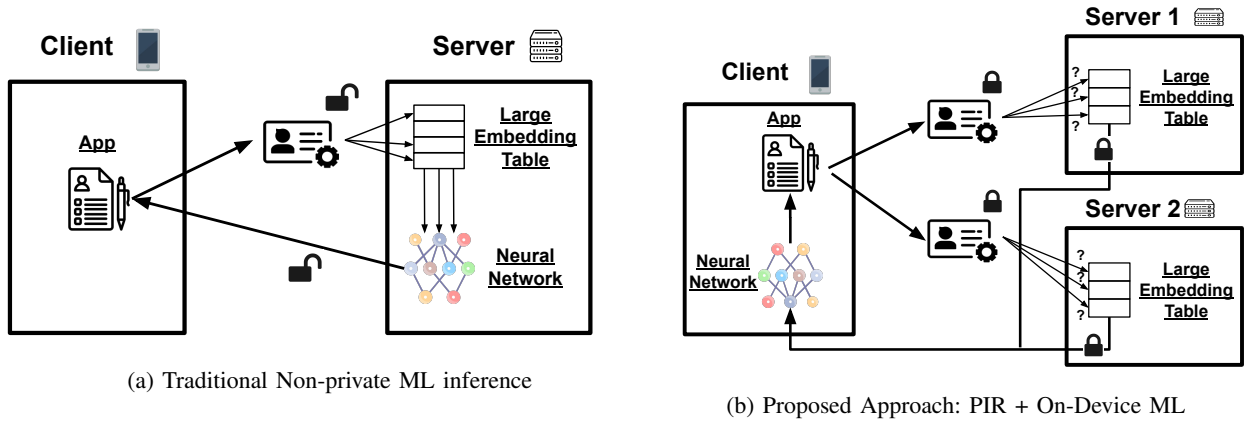 Client
Server
App
Large
Embedding
Table
Neural
Network
(a) Traditional Non-private ML inference
Server 1
Client
App
?
?
?
Large
Embedding
Table
Server 2
Neural
Network
?
?
?
Large
Embedding
Table
(b) Proposed Approach: PIR + On-Device ML